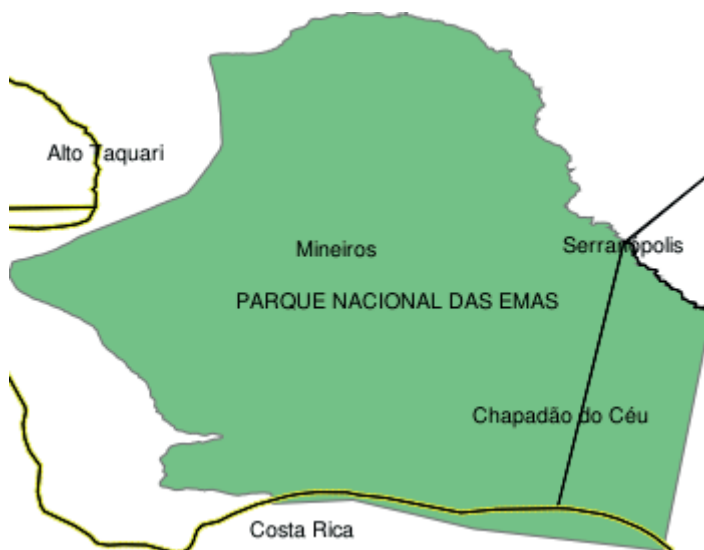 Alto Taquari
Mineiros
Serranópolis
PARQUE NACIONAL DAS EMAS
Chapadão do Céu
Costa Rica